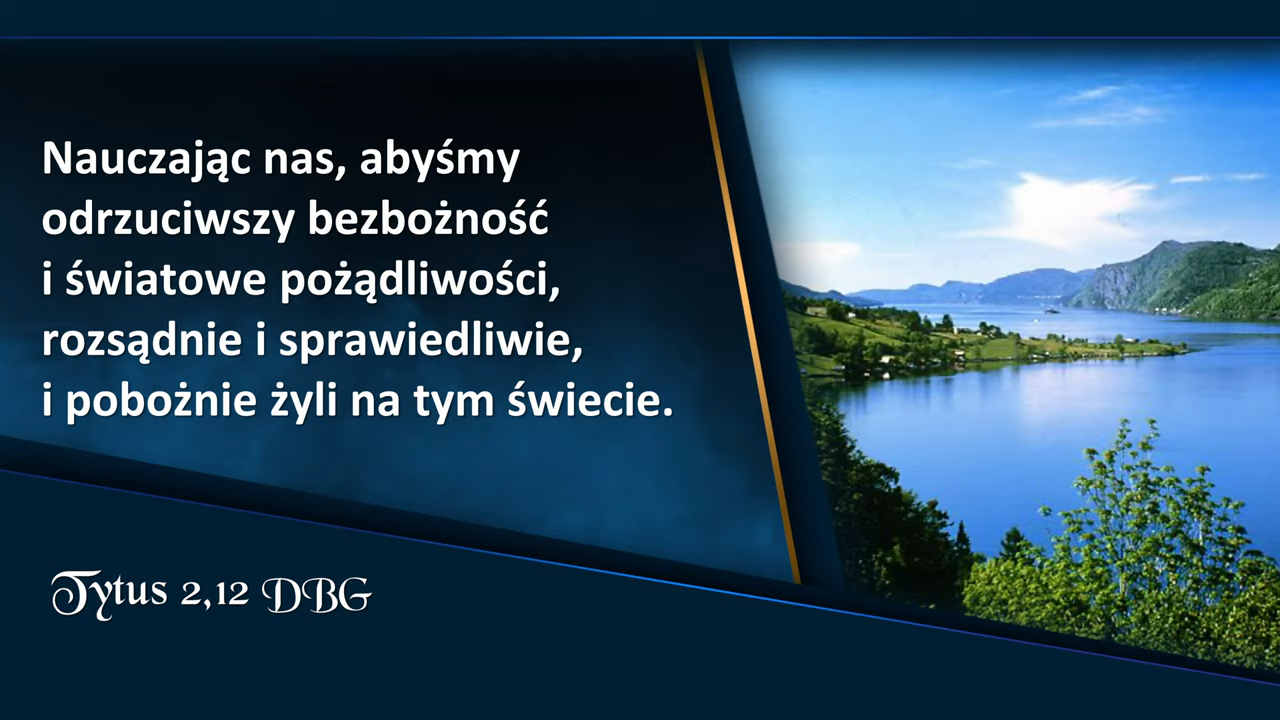 Nauczając nas, abyśmy
odrzuciwszy bezbożność
i światowe pożądliwości,
rozsądnie i sprawiedliwie,
i pobożnie żyli na tym świecie.
Tytus 2,12 DBG